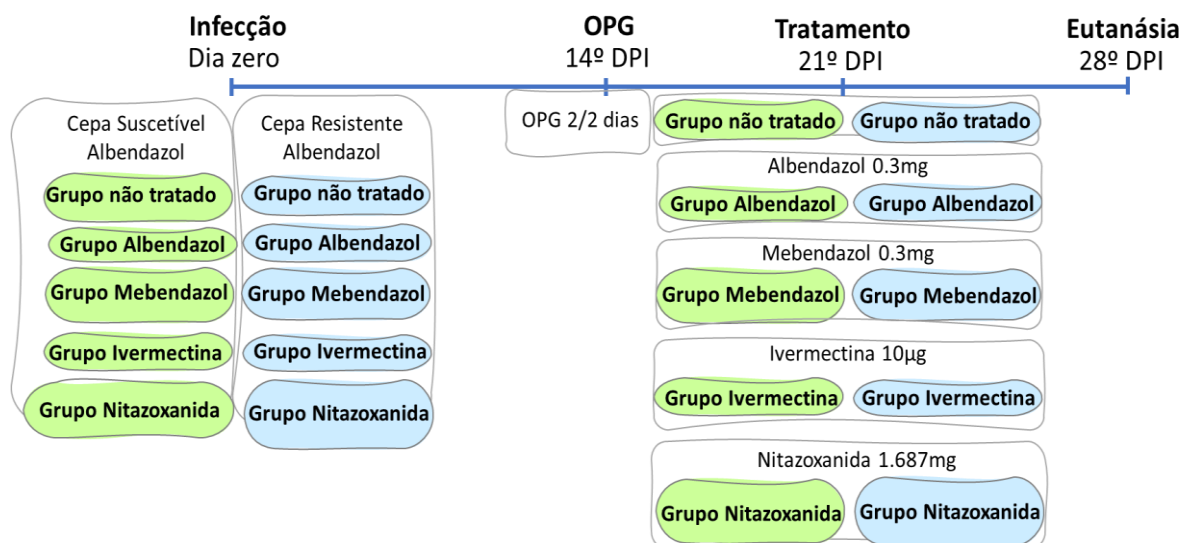 Infecção
Dia zero
OPG
14º DPI
Tratamento
21º DPI
Eutanásia
28º DPI
Cepa Suscetível
Albendazol
Grupo não tratado
Grupo Albendazol
Grupo Mebendazol
Grupo Ivermectina
Grupo Nitazoxanida
Cepa Resistente
Albendazol
Grupo não tratado
Grupo Albendazol
Grupo Mebendazol
Grupo Ivermectina
Grupo Nitazoxanida
OPG 2/2 dias
Grupo não tratado
Grupo não tratado
Albendazol 0.3mg
Grupo Albendazol
Grupo Albendazol
Mebendazol 0.3mg
Grupo Mebendazol
Grupo Mebendazol
Ivermectina 10µg
Grupo Ivermectina
Grupo Ivermectina
Nitazoxanida 1.687mg
Grupo Nitazoxanida
Grupo Nitazoxanida